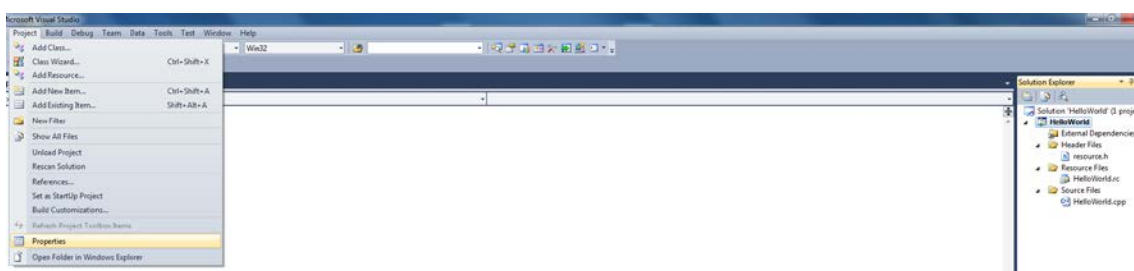 Microsoft Visual Studio
Project Build Debug Team Data Tools Test Window Help
Add Class...
Class Wizard... Ctrl+Shift+X
Add Resource...
Add New Item... Ctrl+Shift+A
Add Existing Item... Shift+Alt+A
New Filter
Show All Files
Unload Project
Rescan Solution
References...
Set as StartUp Project
Build Customizations...
Refresh Project Toolbox Items
Properties
Open Folder in Windows Explorer
Win32
Solution Explorer
Solution 'HelloWorld' (1 proje
HelloWorld
External Dependencie
Header Files
resource.h
Resource Files
HelloWorld.rc
Source Files
HelloWorld.cpp